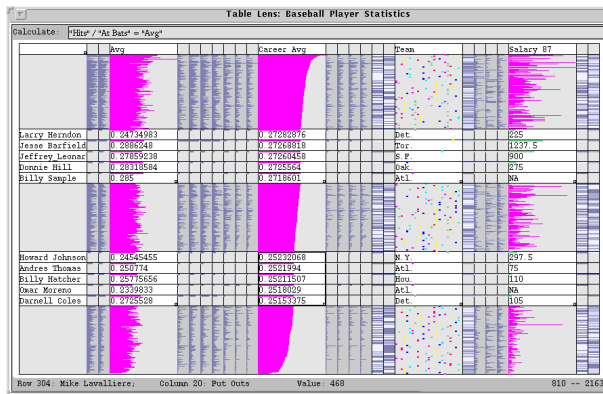 Table Lens: Baseball Player Statistics
Calculate: "Hits" / "At Bats" = "Avg"
Avg Career Avg Team Salary 87
Larry Herndon 0.24734983 0.27282876 Det. 225
Jesse Barfield 0.2886248 0.27268818 Tor. 1237.5
Jeffrey_Leonar 0.27859238 0.27260458 S.F. 900
Donnie Hill 0.28318584 0.2725564 Oak. 275
Billy Sample 0.285 0.2718601 Atl. NA
Howard Johnson 0.24545455 0.25232068 N.Y. 297.5
Andres Thomas 0.250774 0.2521994 Atl. 75
Billy Hatcher 0.25775656 0.25211507 Hou. 110
Omar Moreno 0.2339833 0.2518029 Atl. NA
Darnell Coles 0.2725528 0.25153375 Det. 105
Row 304: Mike Lavalliere; Column 20: Put Outs Value: 468 810 -- 2163